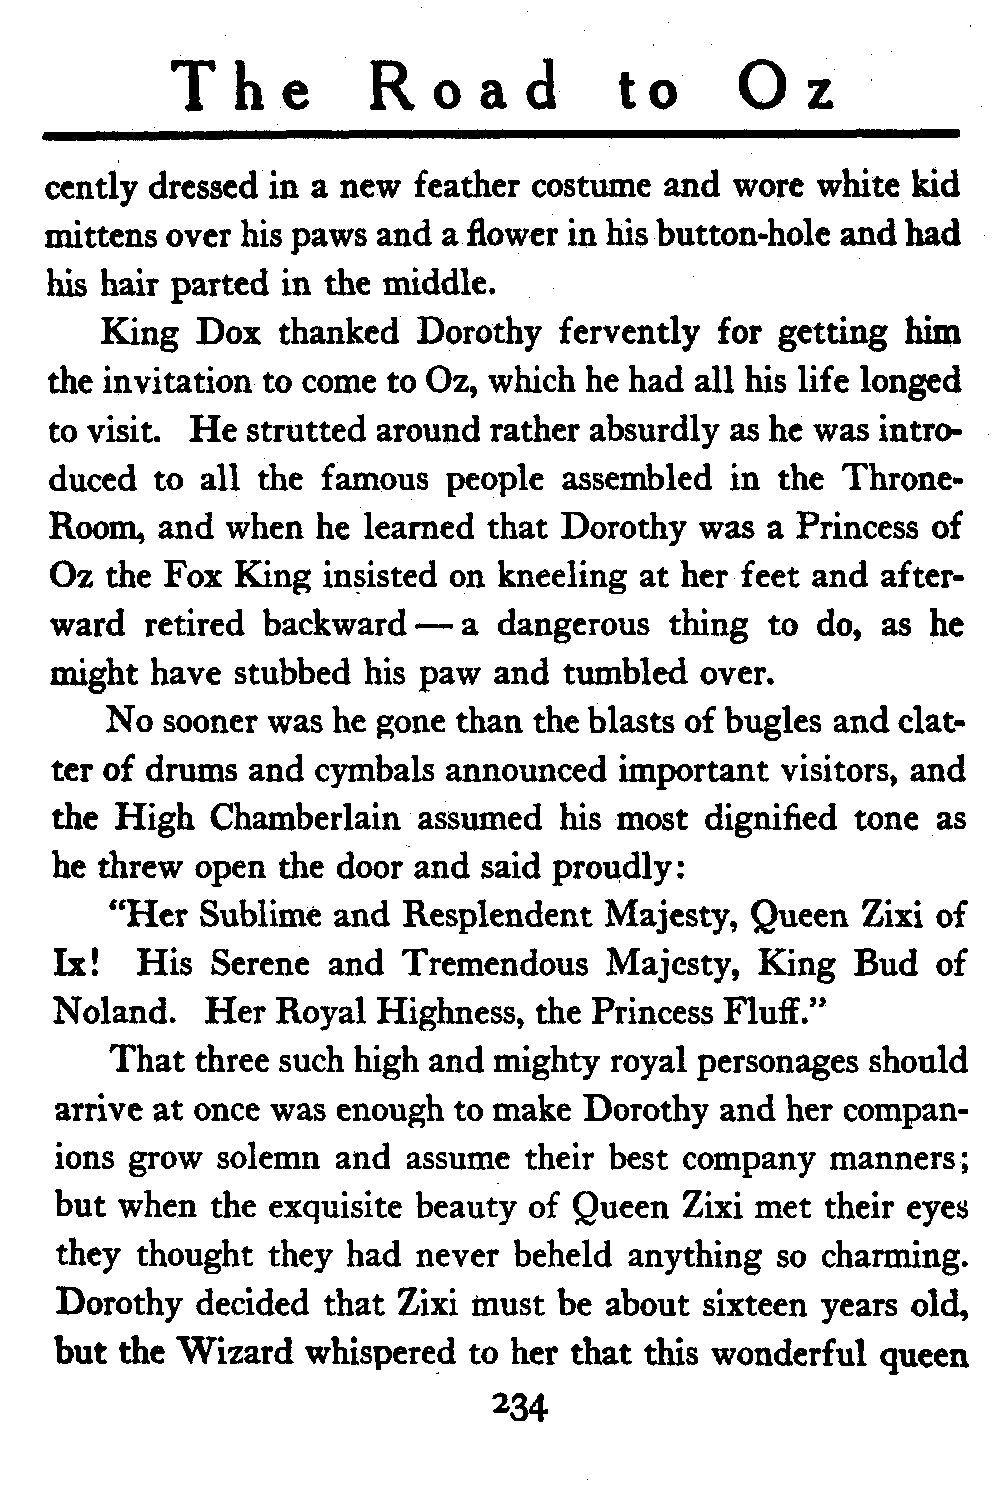 The Road to Oz
cently dressed in a new feather costume and wore white kid
mittens over his paws and a flower in his button-hole and had
his hair parted in the middle.
King Dox thanked Dorothy fervently for getting him
the invitation to come to Oz, which he had all his life longed
to visit. He strutted around rather absurdly as he was intro-
duced to all the famous people assembled in the Throne-
Room, and when he learned that Dorothy was a Princess of
Oz the Fox King insisted on kneeling at her feet and after-
ward retired backward — a dangerous thing to do, as he
might have stubbed his paw and tumbled over.
No sooner was he gone than the blasts of bugles and clat-
ter of drums and cymbals announced important visitors, and
the High Chamberlain assumed his most dignified tone as
he threw open the door and said proudly:
“Her Sublime and Resplendent Majesty, Queen Zixi of
Ix! His Serene and Tremendous Majesty, King Bud of
Noland. Her Royal Highness, the Princess Fluff.”
That three such high and mighty royal personages should
arrive at once was enough to make Dorothy and her compan-
ions grow solemn and assume their best company manners;
but when the exquisite beauty of Queen Zixi met their eyes
they thought they had never beheld anything so charming.
Dorothy decided that Zixi must be about sixteen years old,
but the Wizard whispered to her that this wonderful queen
234